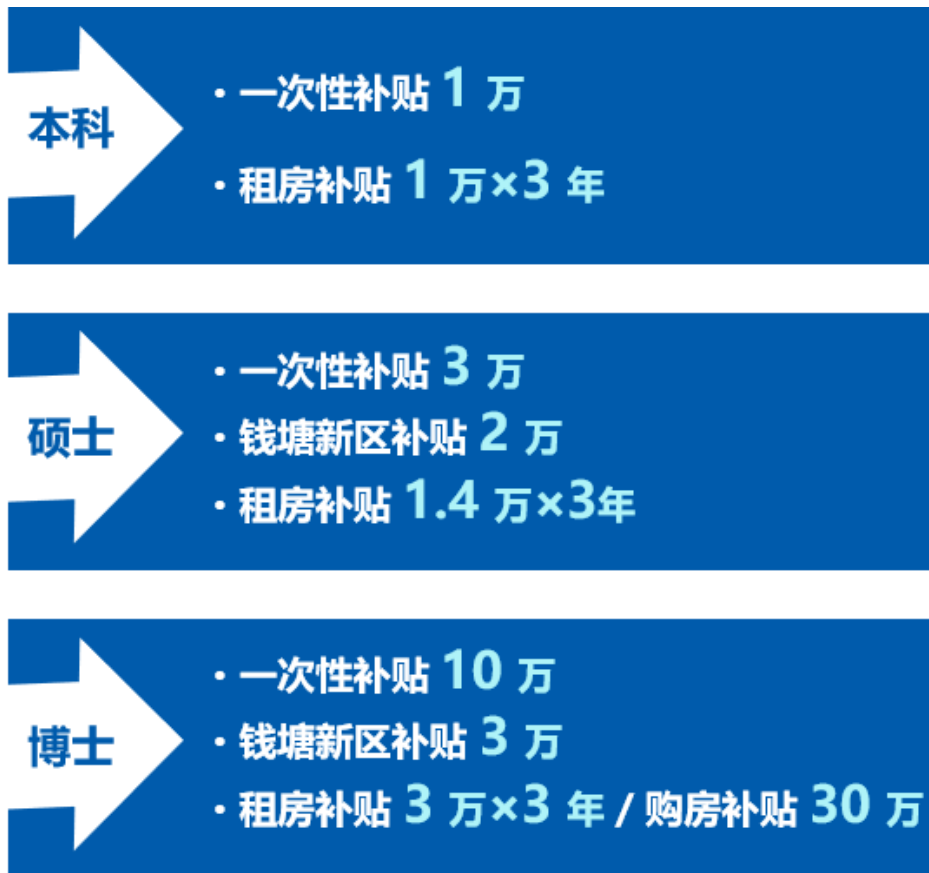 本科
·一次性补贴 1 万
·租房补贴 1 万×3 年
硕士
·一次性补贴 3 万
·钱塘新区补贴 2 万
·租房补贴 1.4 万×3年
博士
·一次性补贴 10 万
·钱塘新区补贴 3 万
·租房补贴 3 万×3 年 / 购房补贴 30 万